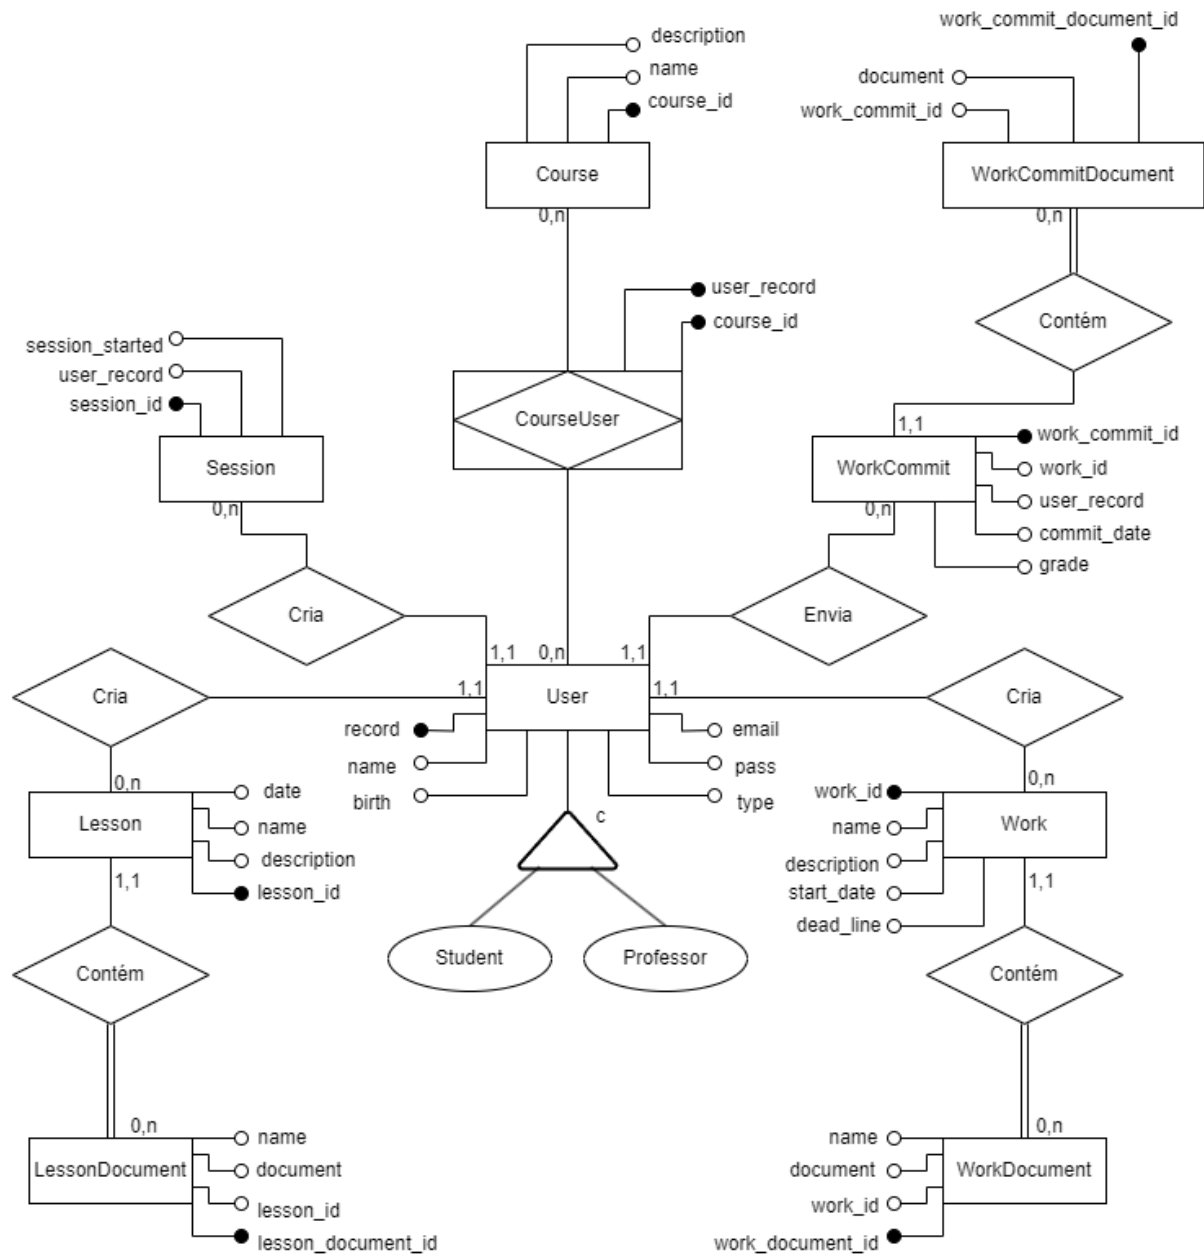 description
name
course_id
Course
0,n
work_commit_document_id
document
work_commit_id
WorkCommitDocument
0,n
Contém
user_record
course_id
CourseUser
session_started
user_record
session_id
Session
0,n
Cria
1,1
WorkCommit
0,n
work_commit_id
work_id
user_record
commit_date
grade
Envia
1,1
0,n
1,1
Cria
1,1
User
1,1
Cria
record
name
birth
email
pass
type
c
Student
Professor
0,n
Lesson
1,1
date
name
description
lesson_id
Contém
0,n
LessonDocument
name
document
lesson_id
lesson_document_id
0,n
work_id
name
description
start_date
dead_line
Work
1,1
Contém
0,n
name
document
work_id
work_document_id
WorkDocument